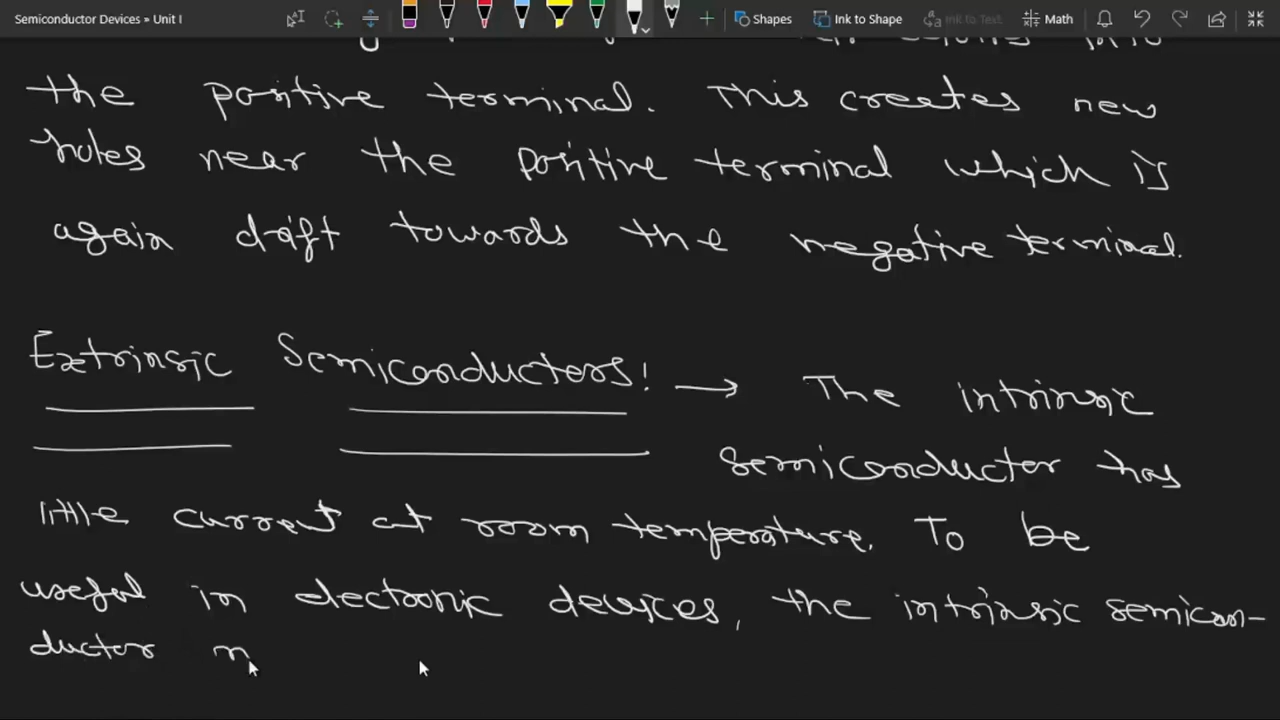 Semiconductor Devices » Unit I
Shapes Ink to Shape Ink to Text Math
the positive terminal. This creates new
holes near the positive terminal which is
again drift towards the negative terminal.
Extrinsic Semiconductors: → The intrinsic
semiconductor has
little current at room temperature. To be
useful in electronic devices, the intrinsic semicon-
ductor m